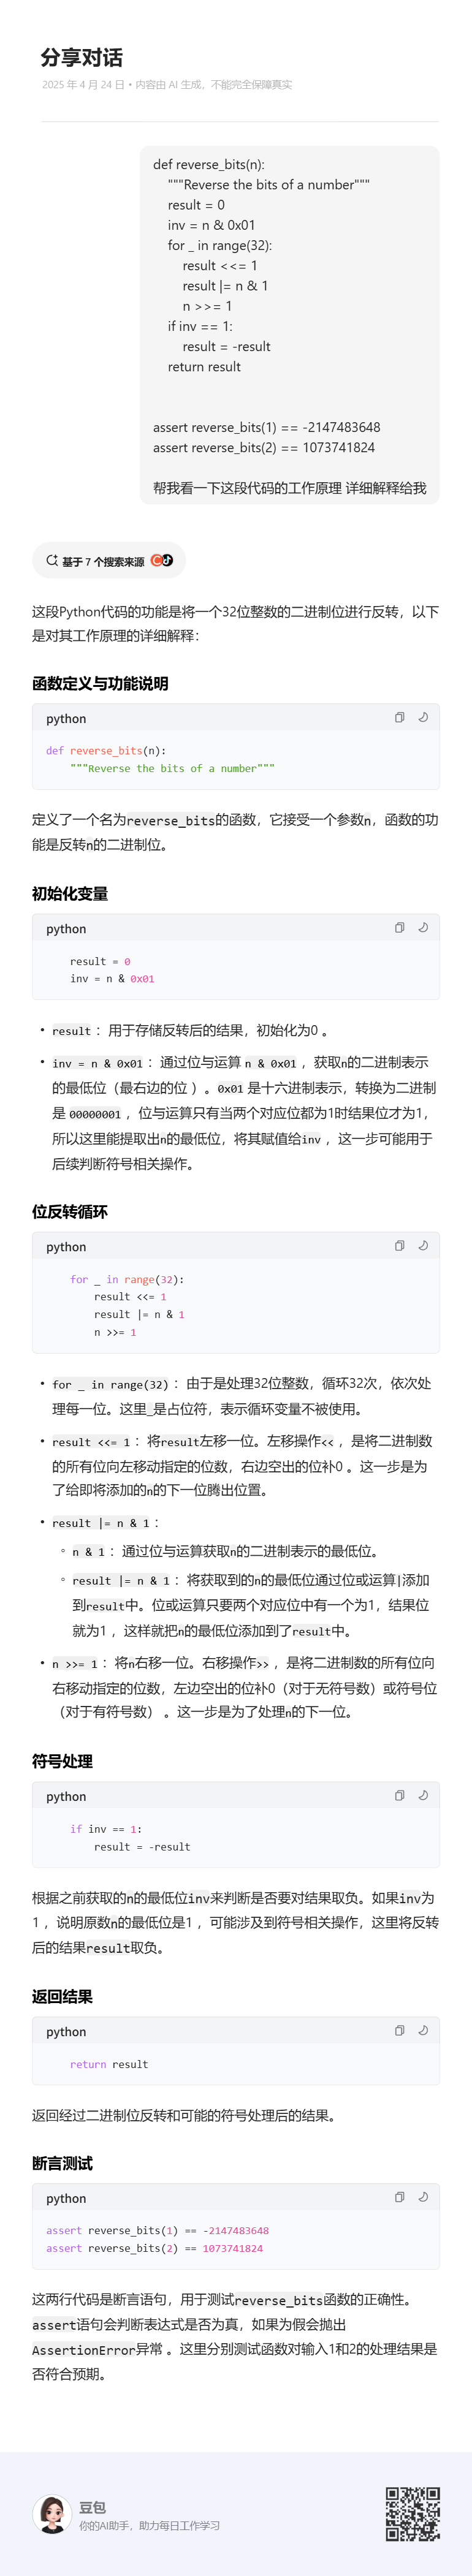 分享对话
2025 年 4 月 24 日 • 内容由 AI 生成，不能完全保障真实
def reverse_bits(n):
    """Reverse the bits of a number"""
    result = 0
    inv = n & 0x01
    for _ in range(32):
        result <<= 1
        result |= n & 1
        n >>= 1
    if inv == 1:
        result = -result
    return result
assert reverse_bits(1) == -2147483648
assert reverse_bits(2) == 1073741824
帮我看一下这段代码的工作原理 详细解释给我
基于 7 个搜索来源
这段Python代码的功能是将一个32位整数的二进制位进行反转，以下
是对其工作原理的详细解释：
函数定义与功能说明
python
def reverse_bits(n):
    """Reverse the bits of a number"""
定义了一个名为reverse_bits的函数，它接受一个参数n，函数的功
能是反转n的二进制位。
初始化变量
python
    result = 0
    inv = n & 0x01
• result ：用于存储反转后的结果，初始化为0 。
• inv = n & 0x01 ：通过位与运算 n & 0x01 ，获取n的二进制表示
的最低位（最右边的位 ）。0x01 是十六进制表示，转换为二进制
是 00000001 ，位与运算只有当两个对应位都为1时结果位才为1，
所以这里能提取出n的最低位，将其赋值给inv ，这一步可能用于
后续判断符号相关操作。
位反转循环
python
    for _ in range(32):
        result <<= 1
        result |= n & 1
        n >>= 1
• for _ in range(32) ：由于是处理32位整数，循环32次，依次处
理每一位。这里_是占位符，表示循环变量不被使用。
• result <<= 1 ：将result左移一位。左移操作<< ，是将二进制数
的所有位向左移动指定的位数，右边空出的位补0 。这一步是为
了给即将添加的n的下一位腾出位置。
• result |= n & 1 ：
◦ n & 1 ：通过位与运算获取n的二进制表示的最低位。
◦ result |= n & 1 ：将获取到的n的最低位通过位或运算|添加
到result中。位或运算只要两个对应位中有一个为1，结果位
就为1 ，这样就把n的最低位添加到了result中。
• n >>= 1 ：将n右移一位。右移操作>> ，是将二进制数的所有位向
右移动指定的位数，左边空出的位补0（对于无符号数）或符号位
（对于有符号数） 。这一步是为了处理n的下一位。
符号处理
python
    if inv == 1:
        result = -result
根据之前获取的n的最低位inv来判断是否要对结果取负。如果inv为
1 ，说明原数n的最低位是1 ，可能涉及到符号相关操作，这里将反转
后的结果result取负。
返回结果
python
    return result
返回经过二进制位反转和可能的符号处理后的结果。
断言测试
python
assert reverse_bits(1) == -2147483648
assert reverse_bits(2) == 1073741824
这两行代码是断言语句，用于测试reverse_bits函数的正确性。
assert语句会判断表达式是否为真，如果为假会抛出
AssertionError异常 。这里分别测试函数对输入1和2的处理结果是
否符合预期。
豆包
你的AI助手，助力每日工作学习